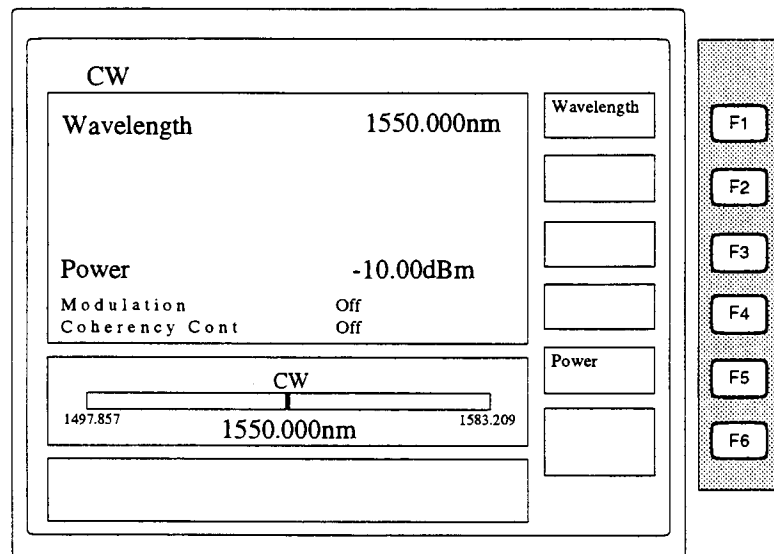 CW
Wavelength 1550.000nm
Power -10.00dBm
Modulation Off
Coherency Cont Off
CW
1497.857 1583.209
1550.000nm
Wavelength
Power
F1
F2
F3
F4
F5
F6